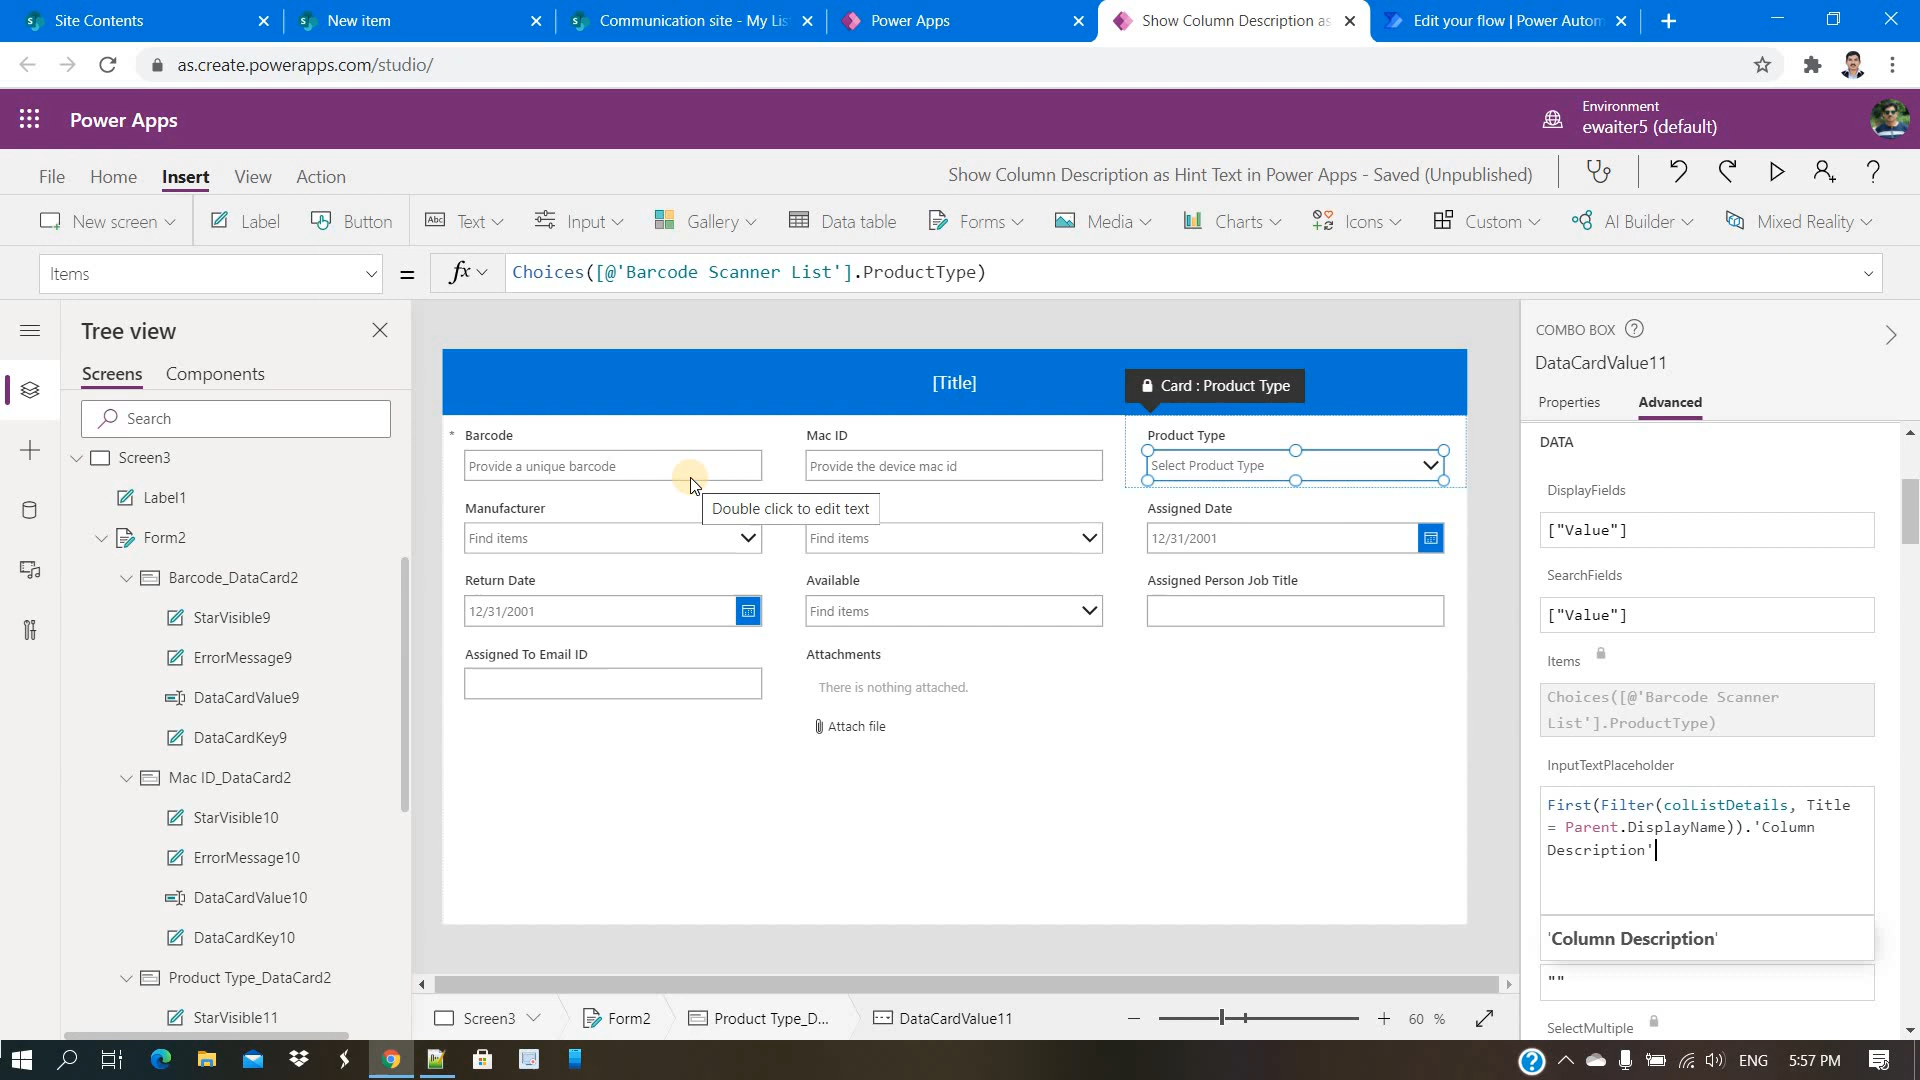 Site Contents
New item
Communication site - My Lis
Power Apps
Show Column Description as
Edit your flow | Power Autom
as.create.powerapps.com/studio/
Power Apps
Environment
ewaiter5 (default)
File
Home
Insert
View
Action
Show Column Description as Hint Text in Power Apps - Saved (Unpublished)
New screen
Label
Button
Abc
Text
Input
Gallery
Data table
Forms
Media
Charts
Icons
Custom
AI Builder
Mixed Reality
Items
=
fx
Choices([@'Barcode Scanner List'].ProductType)
Tree view
Screens
Components
Search
Screen3
Label1
Form2
Barcode_DataCard2
StarVisible9
ErrorMessage9
DataCardValue9
DataCardKey9
Mac ID_DataCard2
StarVisible10
ErrorMessage10
DataCardValue10
DataCardKey10
Product Type_DataCard2
StarVisible11
[Title]
Card : Product Type
* Barcode
Provide a unique barcode
Mac ID
Provide the device mac id
Product Type
Select Product Type
Double click to edit text
Manufacturer
Find items
Find items
Assigned Date
12/31/2001
Return Date
12/31/2001
Available
Find items
Assigned Person Job Title
Assigned To Email ID
Attachments
There is nothing attached.
Attach file
Screen3
Form2
Product Type_D...
DataCardValue11
60 %
COMBO BOX
DataCardValue11
Properties
Advanced
DATA
DisplayFields
["Value"]
SearchFields
["Value"]
Items
Choices([@'Barcode Scanner
List'].ProductType)
InputTextPlaceholder
First(Filter(colListDetails, Title
= Parent.DisplayName)).'Column
Description'
'Column Description'
""
SelectMultiple
ENG
5:57 PM